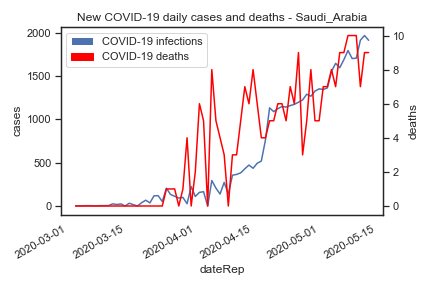 New COVID-19 daily cases and deaths - Saudi_Arabia
COVID-19 infections
COVID-19 deaths
2000
1500
1000
500
0
cases
10
8
6
4
2
0
deaths
2020-03-01
2020-03-15
2020-04-01
2020-04-15
2020-05-01
2020-05-15
dateRep